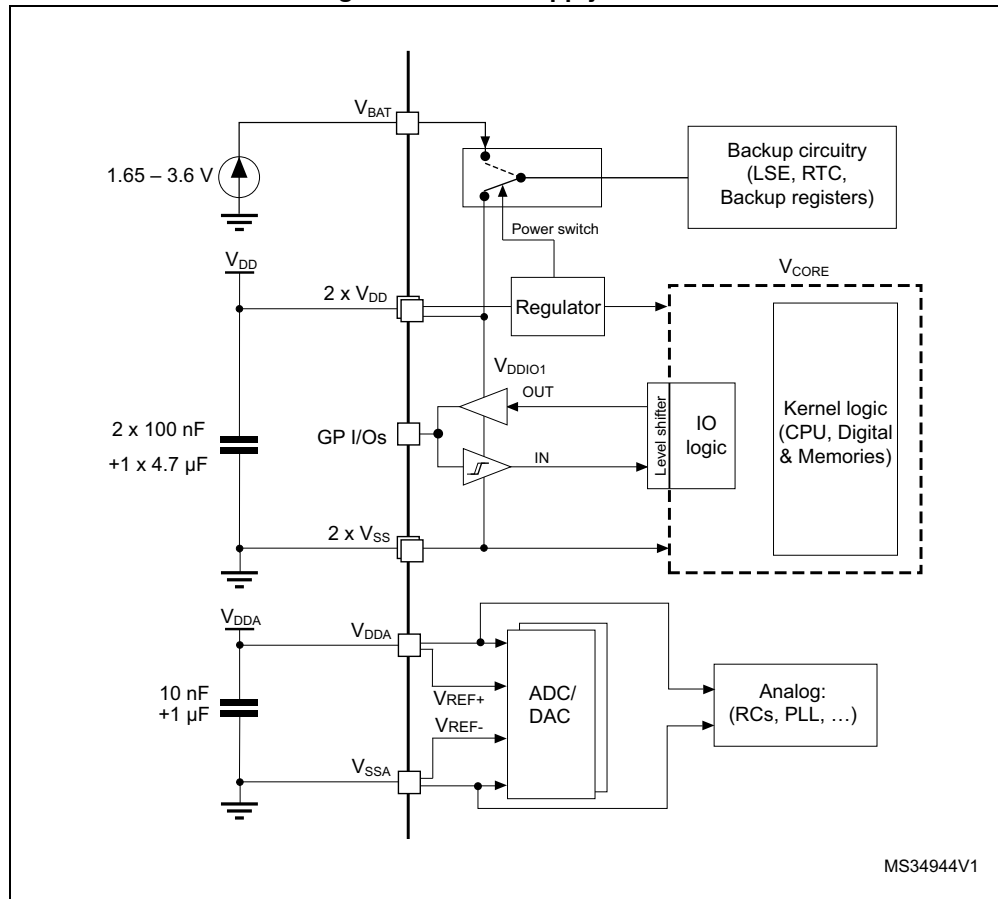 VBAT
1.65 – 3.6 V
Backup circuitry
(LSE, RTC,
Backup registers)
Power switch
VDD
2 x VDD
Regulator
VCORE
VDDIO1
OUT
Level shifter
IO
logic
Kernel logic
(CPU, Digital
& Memories)
2 x 100 nF
+1 x 4.7 µF
GP I/Os
IN
2 x VSS
VDDA
VDDA
10 nF
+1 µF
VREF+
ADC/
DAC
Analog:
(RCs, PLL, …)
VREF-
VSSA
MS34944V1